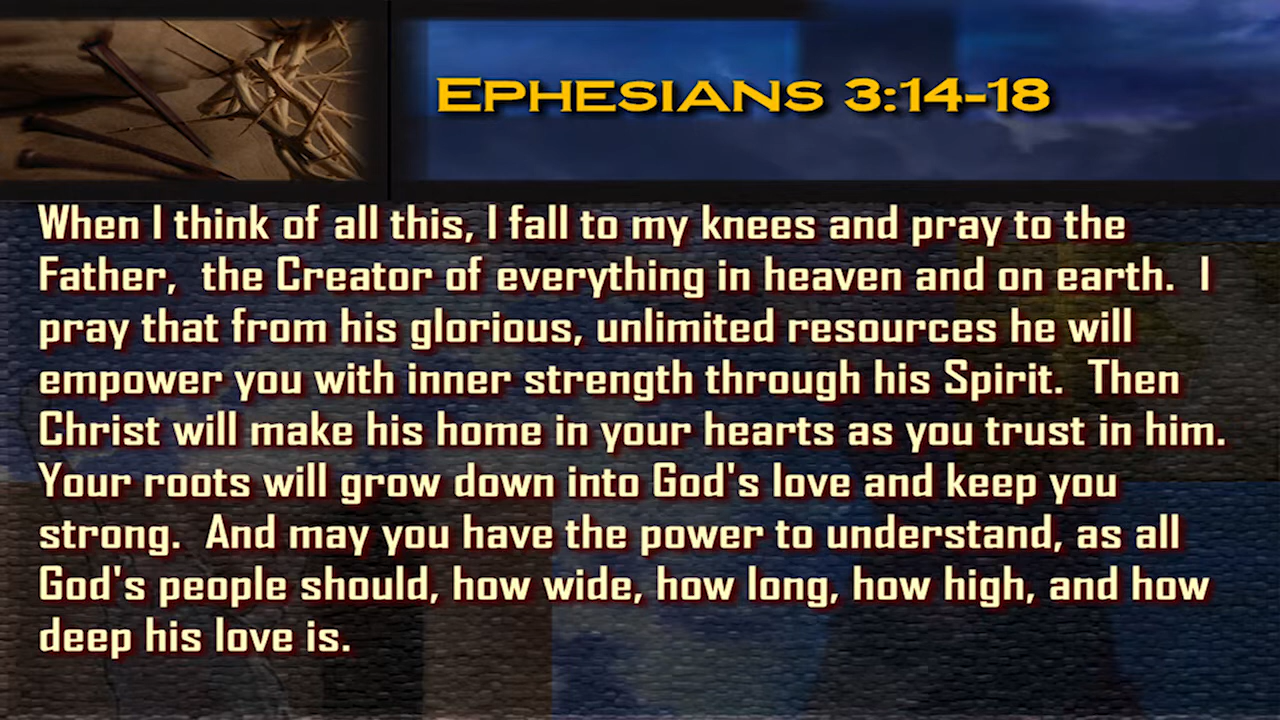 Ephesians 3:14-18
When I think of all this, I fall to my knees and pray to the
Father,  the Creator of everything in heaven and on earth.  I
pray that from his glorious, unlimited resources he will
empower you with inner strength through his Spirit.  Then
Christ will make his home in your hearts as you trust in him.
Your roots will grow down into God's love and keep you
strong.  And may you have the power to understand, as all
God's people should, how wide, how long, how high, and how
deep his love is.